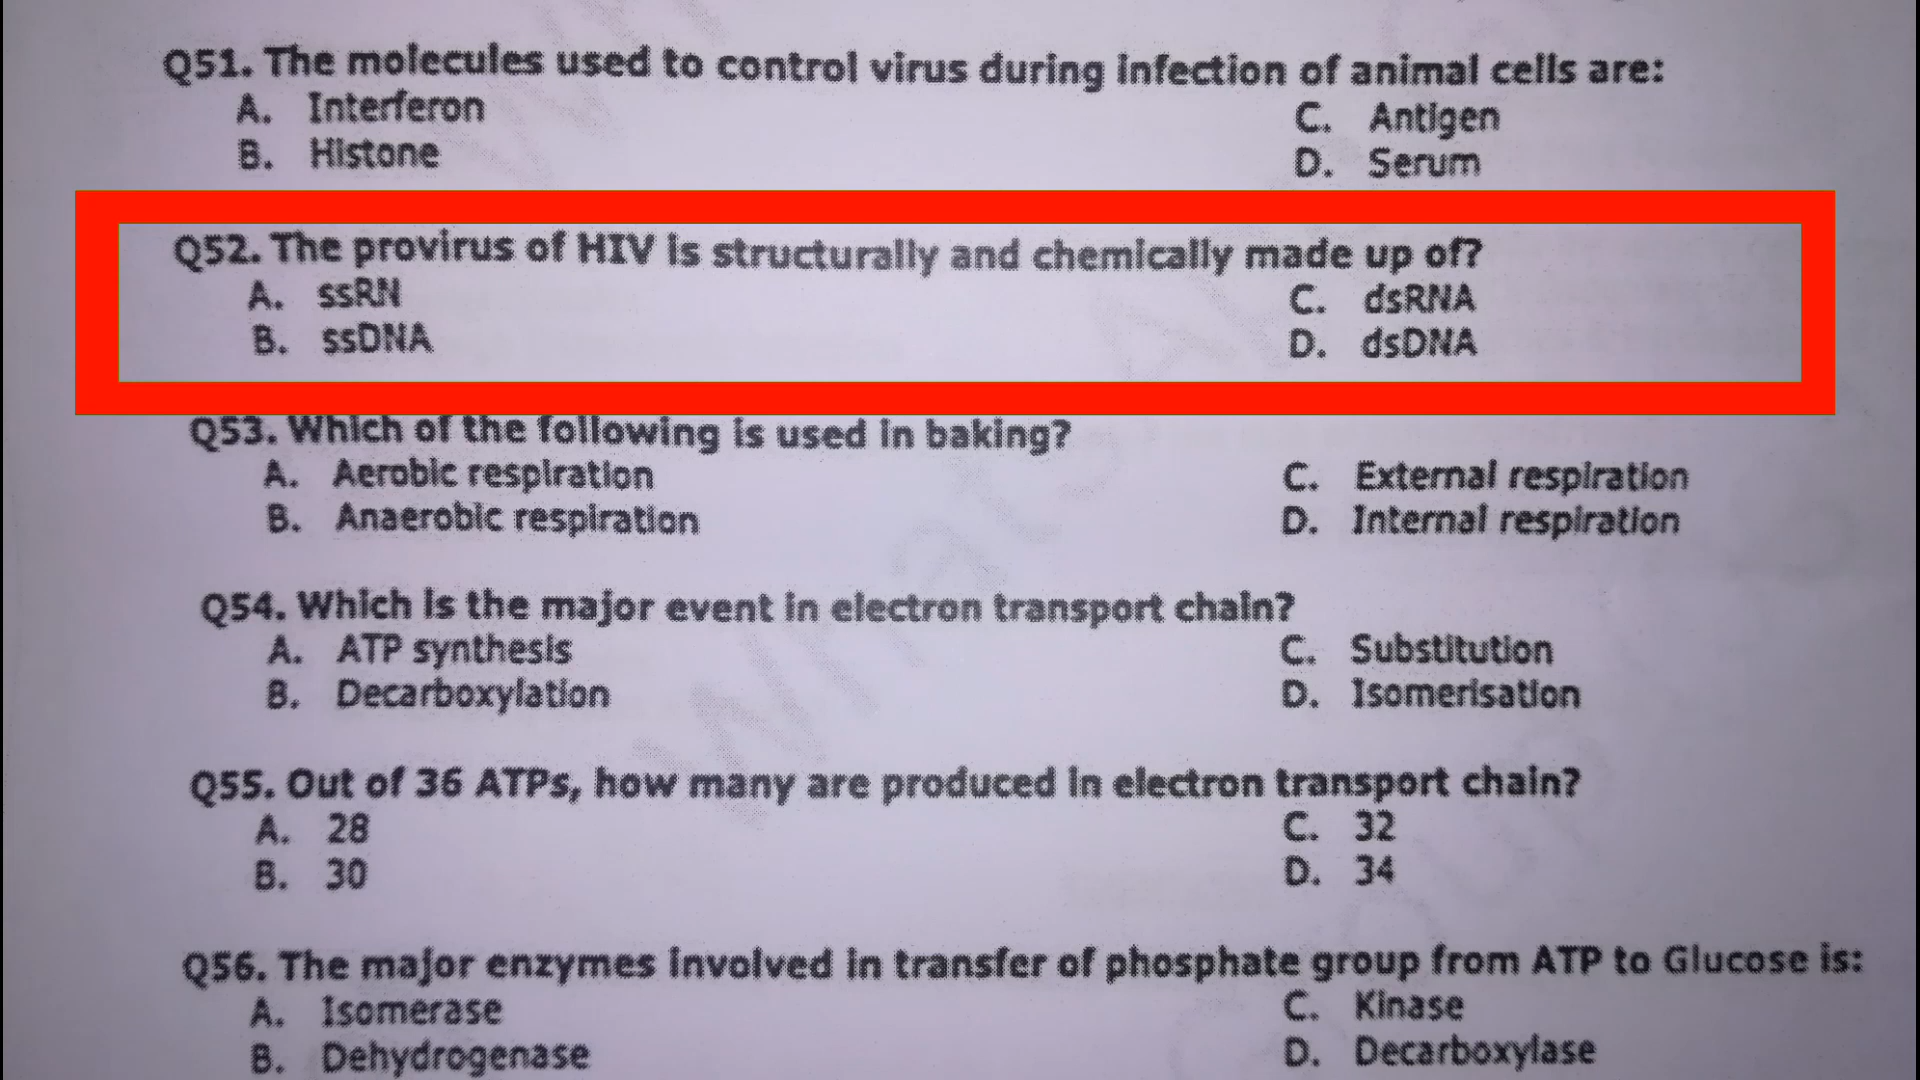 Q51. The molecules used to control virus during infection of animal cells are:
A. Interferon
C. Antigen
B. Histone
D. Serum
Q52. The provirus of HIV is structurally and chemically made up of?
A. ssRN
C. dsRNA
B. ssDNA
D. dsDNA
Q53. Which of the following is used in baking?
A. Aerobic respiration
C. External respiration
B. Anaerobic respiration
D. Internal respiration
Q54. Which is the major event in electron transport chain?
A. ATP synthesis
C. Substitution
B. Decarboxylation
D. Isomerisation
Q55. Out of 36 ATPs, how many are produced in electron transport chain?
A. 28
C. 32
B. 30
D. 34
Q56. The major enzymes involved in transfer of phosphate group from ATP to Glucose is:
A. Isomerase
C. Kinase
B. Dehydrogenase
D. Decarboxylase